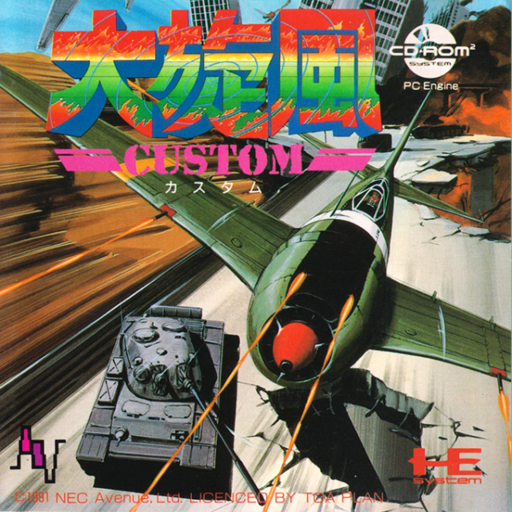 大旋風
CD-ROM²
SYSTEM
PC Engine
CUSTOM
カスタム
HE
system
©1991 NEC Avenue, Ltd. LICENCED BY TOA PLAN